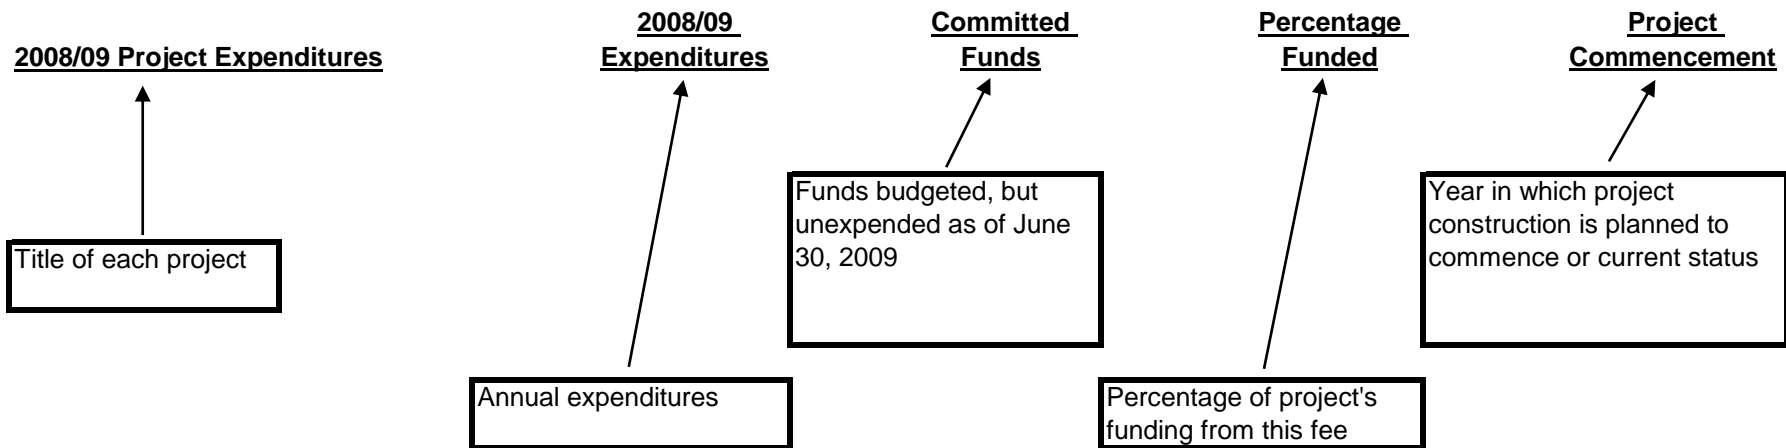 2008/09 Project Expenditures
2008/09
Expenditures
Committed
Funds
Percentage
Funded
Project
Commencement
Title of each project
Annual expenditures
Funds budgeted, but
unexpended as of June
30, 2009
Percentage of project's
funding from this fee
Year in which project
construction is planned to
commence or current status